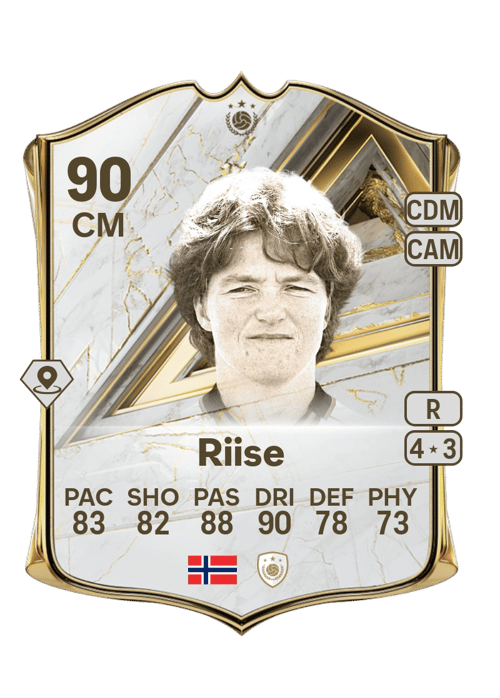 90
CM
CDM
CAM
R
4★3
Riise
PAC SHO PAS DRI DEF PHY
83 82 88 90 78 73